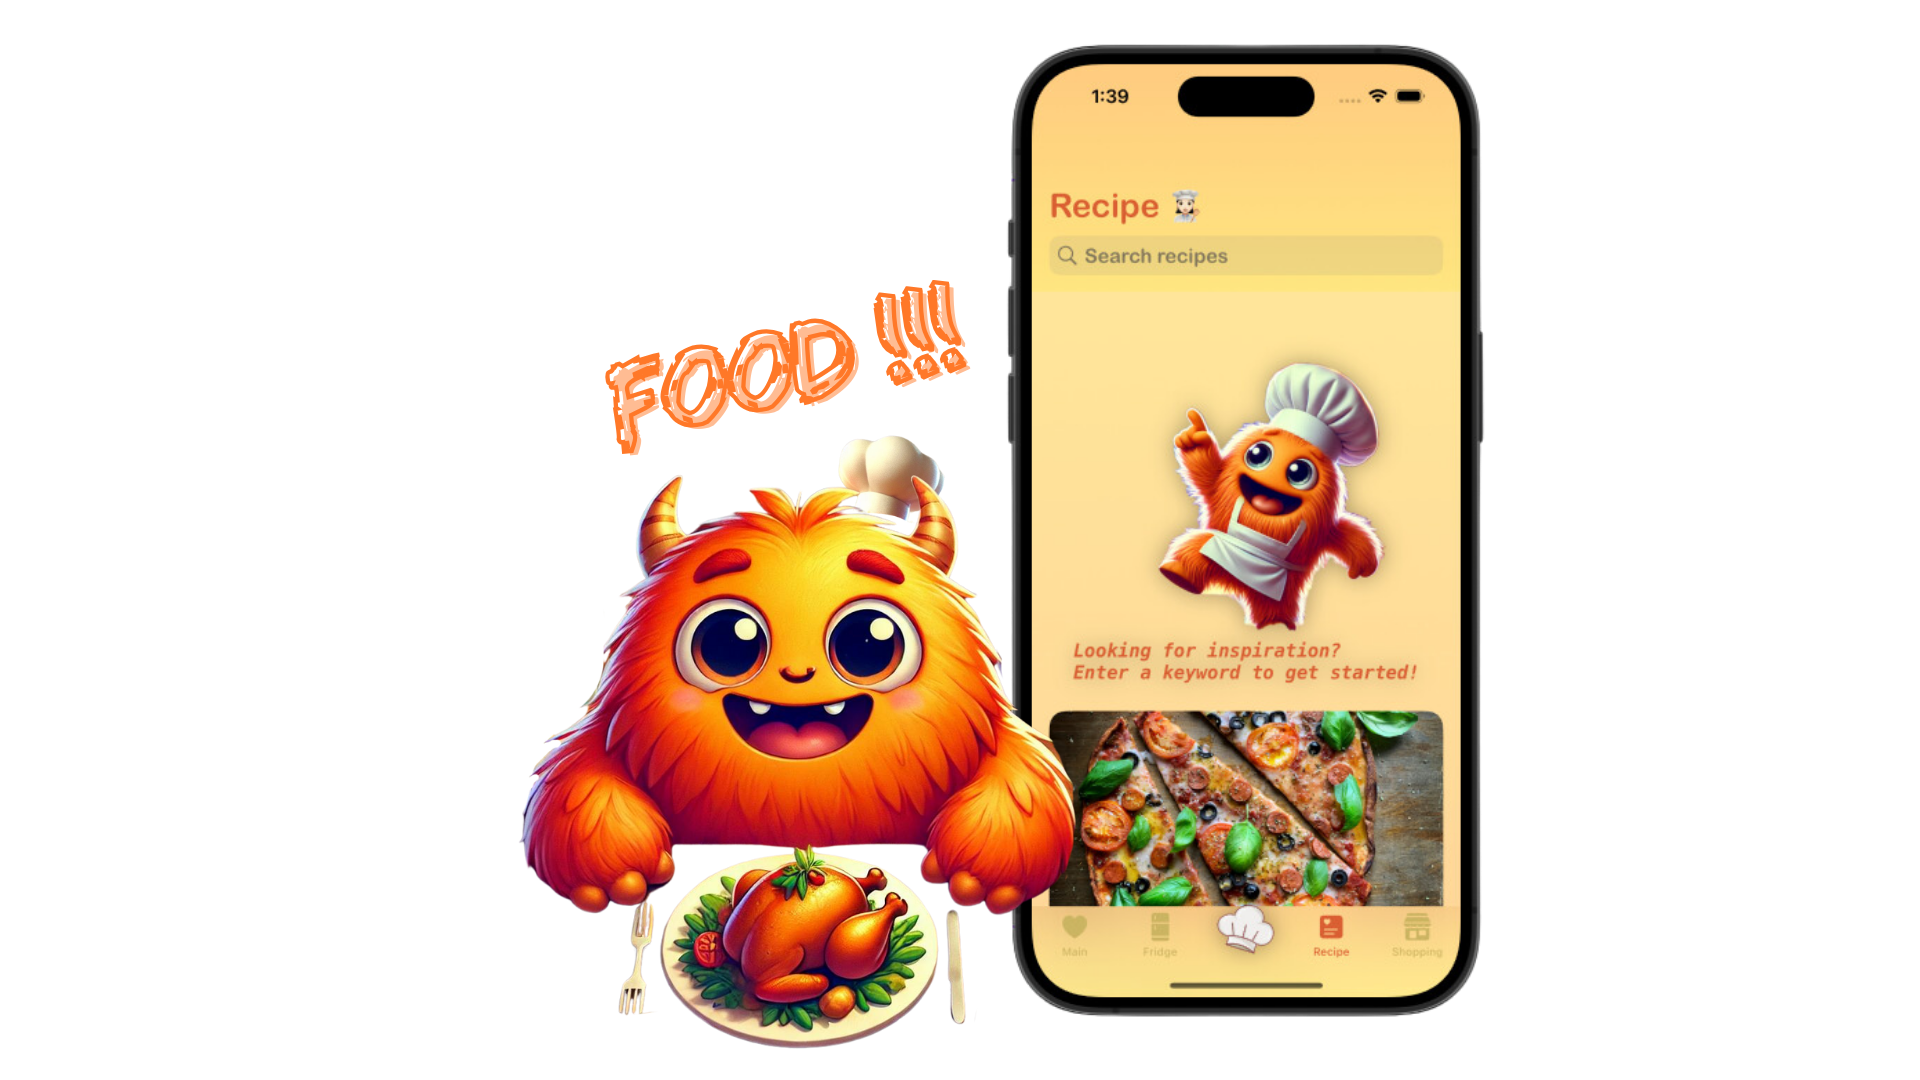 FOOD !!!
1:39
Recipe
Search recipes
Looking for inspiration?
Enter a keyword to get started!
Main
Fridge
Recipe
Shopping